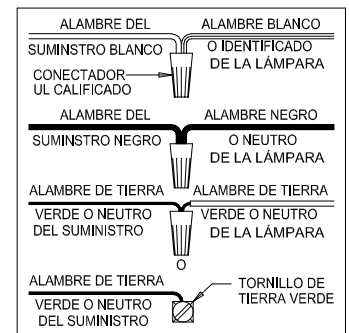 ALAMBRE DEL
ALAMBRE BLANCO
SUMINSTRO BLANCO
O IDENTIFICADO
DE LA LÁMPARA
CONECTADOR
UL CALIFICADO
ALAMBRE DEL
ALAMBRE NEGRO
SUMINSTRO NEGRO
O NEUTRO
DE LA LÁMPARA
ALAMBRE DE TIERRA
ALAMBRE DE TIERRA
VERDE O NEUTRO
DEL SUMINISTRO
VERDE O NEUTRO
DE LA LÁMPARA
O
ALAMBRE DE TIERRA
VERDE O NEUTRO
DEL SUMINISTRO
TORNILLO DE
TIERRA VERDE